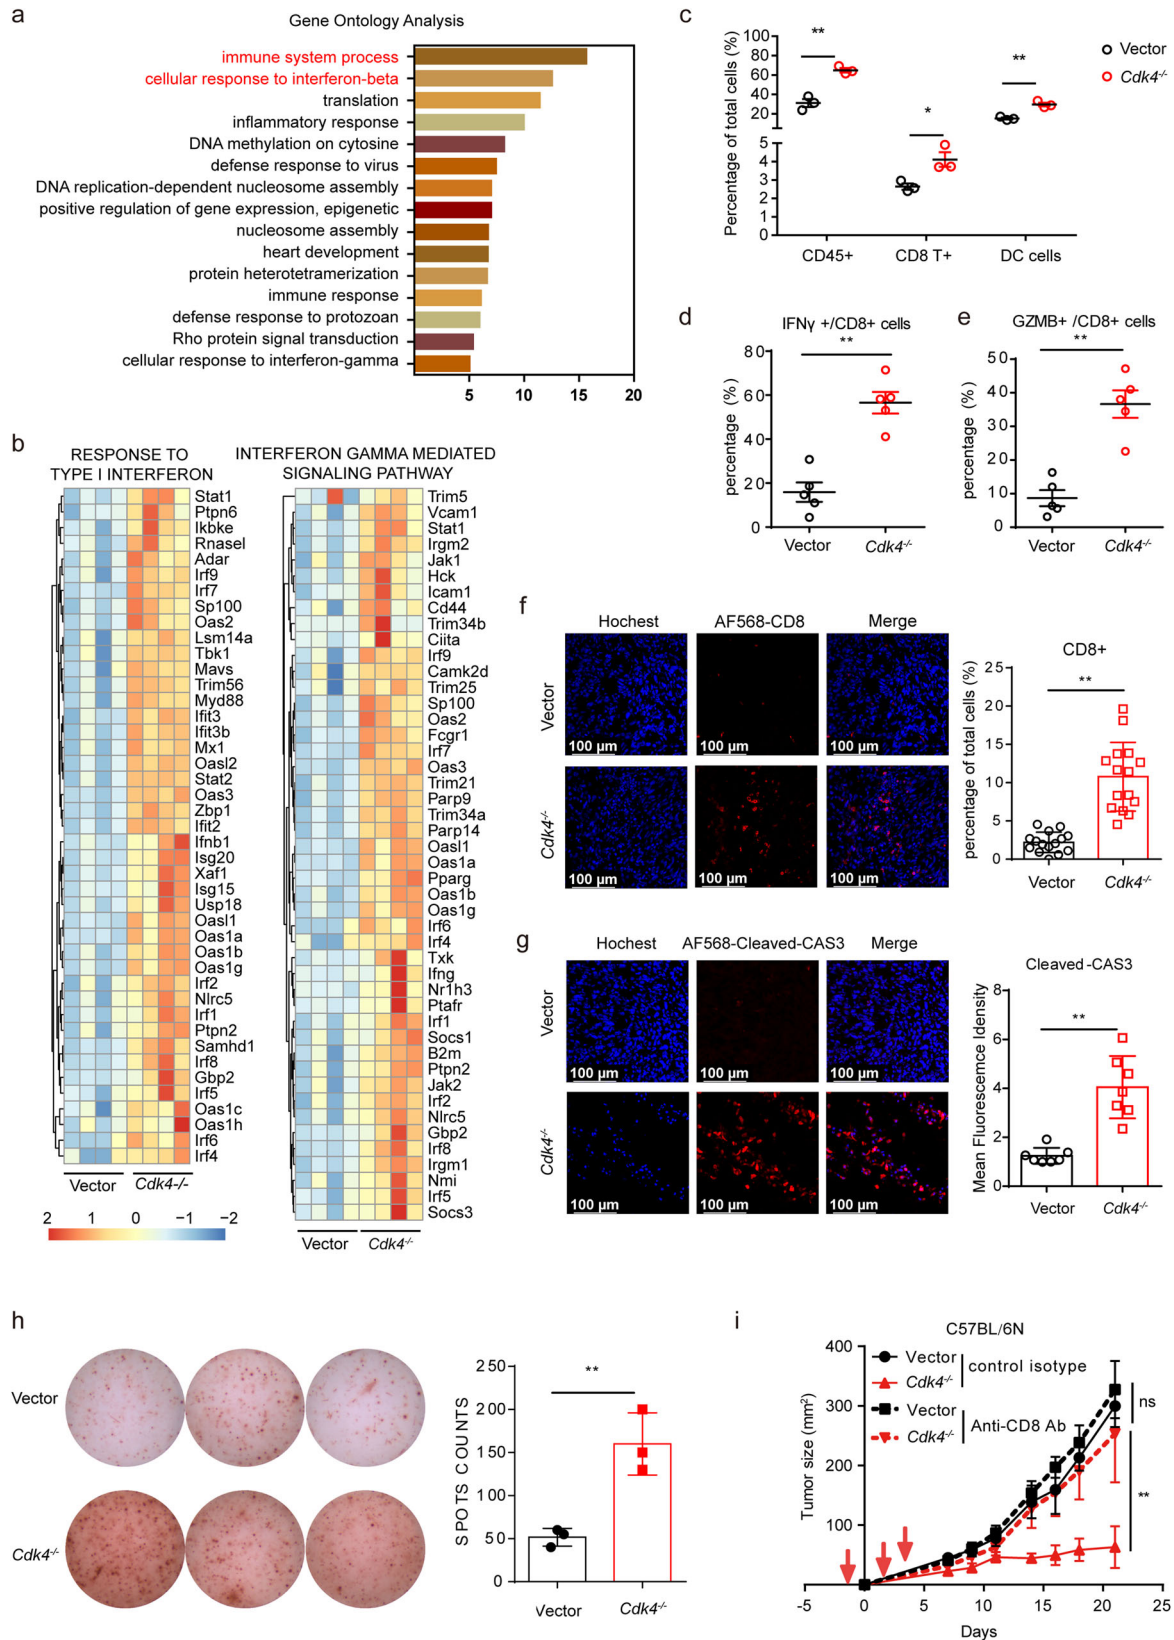 a
Gene Ontology Analysis
immune system process
cellular response to interferon-beta
translation
inflammatory response
DNA methylation on cytosine
defense response to virus
DNA replication-dependent nucleosome assembly
positive regulation of gene expression, epigenetic
nucleosome assembly
heart development
protein heterotetramerization
immune response
defense response to protozoan
Rho protein signal transduction
cellular response to interferon-gamma
5 10 15 20
b
RESPONSE TO
TYPE I INTERFERON
Stat1
Ptpn6
Ikbke
Rnasel
Adar
Irf9
Irf7
Sp100
Oas2
Lsm14a
Tbk1
Mavs
Trim56
Myd88
Ifit3
Ifit3b
Mx1
Oasl2
Stat2
Oas3
Zbp1
Ifit2
Ifnb1
Isg20
Xaf1
Isg15
Usp18
Oasl1
Oas1a
Oas1b
Oas1g
Irf2
Nlrc5
Irf1
Ptpn2
Samhd1
Irf8
Gbp2
Irf5
Oas1c
Oas1h
Irf6
Irf4
Vector Cdk4-/-
2 1 0 −1 −2
INTERFERON GAMMA MEDIATED
SIGNALING PATHWAY
Trim5
Vcam1
Stat1
Irgm2
Jak1
Hck
Icam1
Cd44
Trim34b
Ciita
Irf9
Camk2d
Trim25
Sp100
Oas2
Fcgr1
Irf7
Oas3
Trim21
Parp9
Trim34a
Parp14
Oasl1
Oas1a
Pparg
Oas1b
Oas1g
Irf6
Irf4
Txk
Ifng
Nr1h3
Ptafr
Irf1
Socs1
B2m
Ptpn2
Jak2
Irf2
Nlrc5
Gbp2
Irf8
Irgm1
Nmi
Irf5
Socs3
Vector Cdk4-/-
c
Percentage of total cells (%)
100
80
60
40
20
5
4
3
2
1
0
** * **
CD45+ CD8 T+ DC cells
Vector
Cdk4-/-
d
IFNγ +/CD8+ cells
**
percentage (%)
80
60
40
20
0
Vector Cdk4-/-
e
GZMB+ /CD8+ cells
**
percentage (%)
50
40
30
20
10
0
Vector Cdk4-/-
f
Hochest AF568-CD8 Merge
Vector
100 µm 100 µm 100 µm
Cdk4-/-
100 µm 100 µm 100 µm
CD8+
**
percentage of total cells (%)
25
20
15
10
5
0
Vector Cdk4-/-
g
Hochest AF568-Cleaved-CAS3 Merge
Vector
100 µm 100 µm 100 µm
Cdk4-/-
100 µm 100 µm 100 µm
Cleaved-CAS3
**
Mean Fluorescemce Idensity
8
6
4
2
0
Vector Cdk4-/-
h
Vector
Cdk4-/-
SPOTS COUNTS
250
200
150
100
50
0
**
Vector Cdk4-/-
i
C57BL/6N
Vector
Cdk4-/-
control isotype
Vector
Cdk4-/-
Anti-CD8 Ab
Tumor size (mm²)
400
300
200
100
ns
**
-5 0 5 10 15 20 25
Days